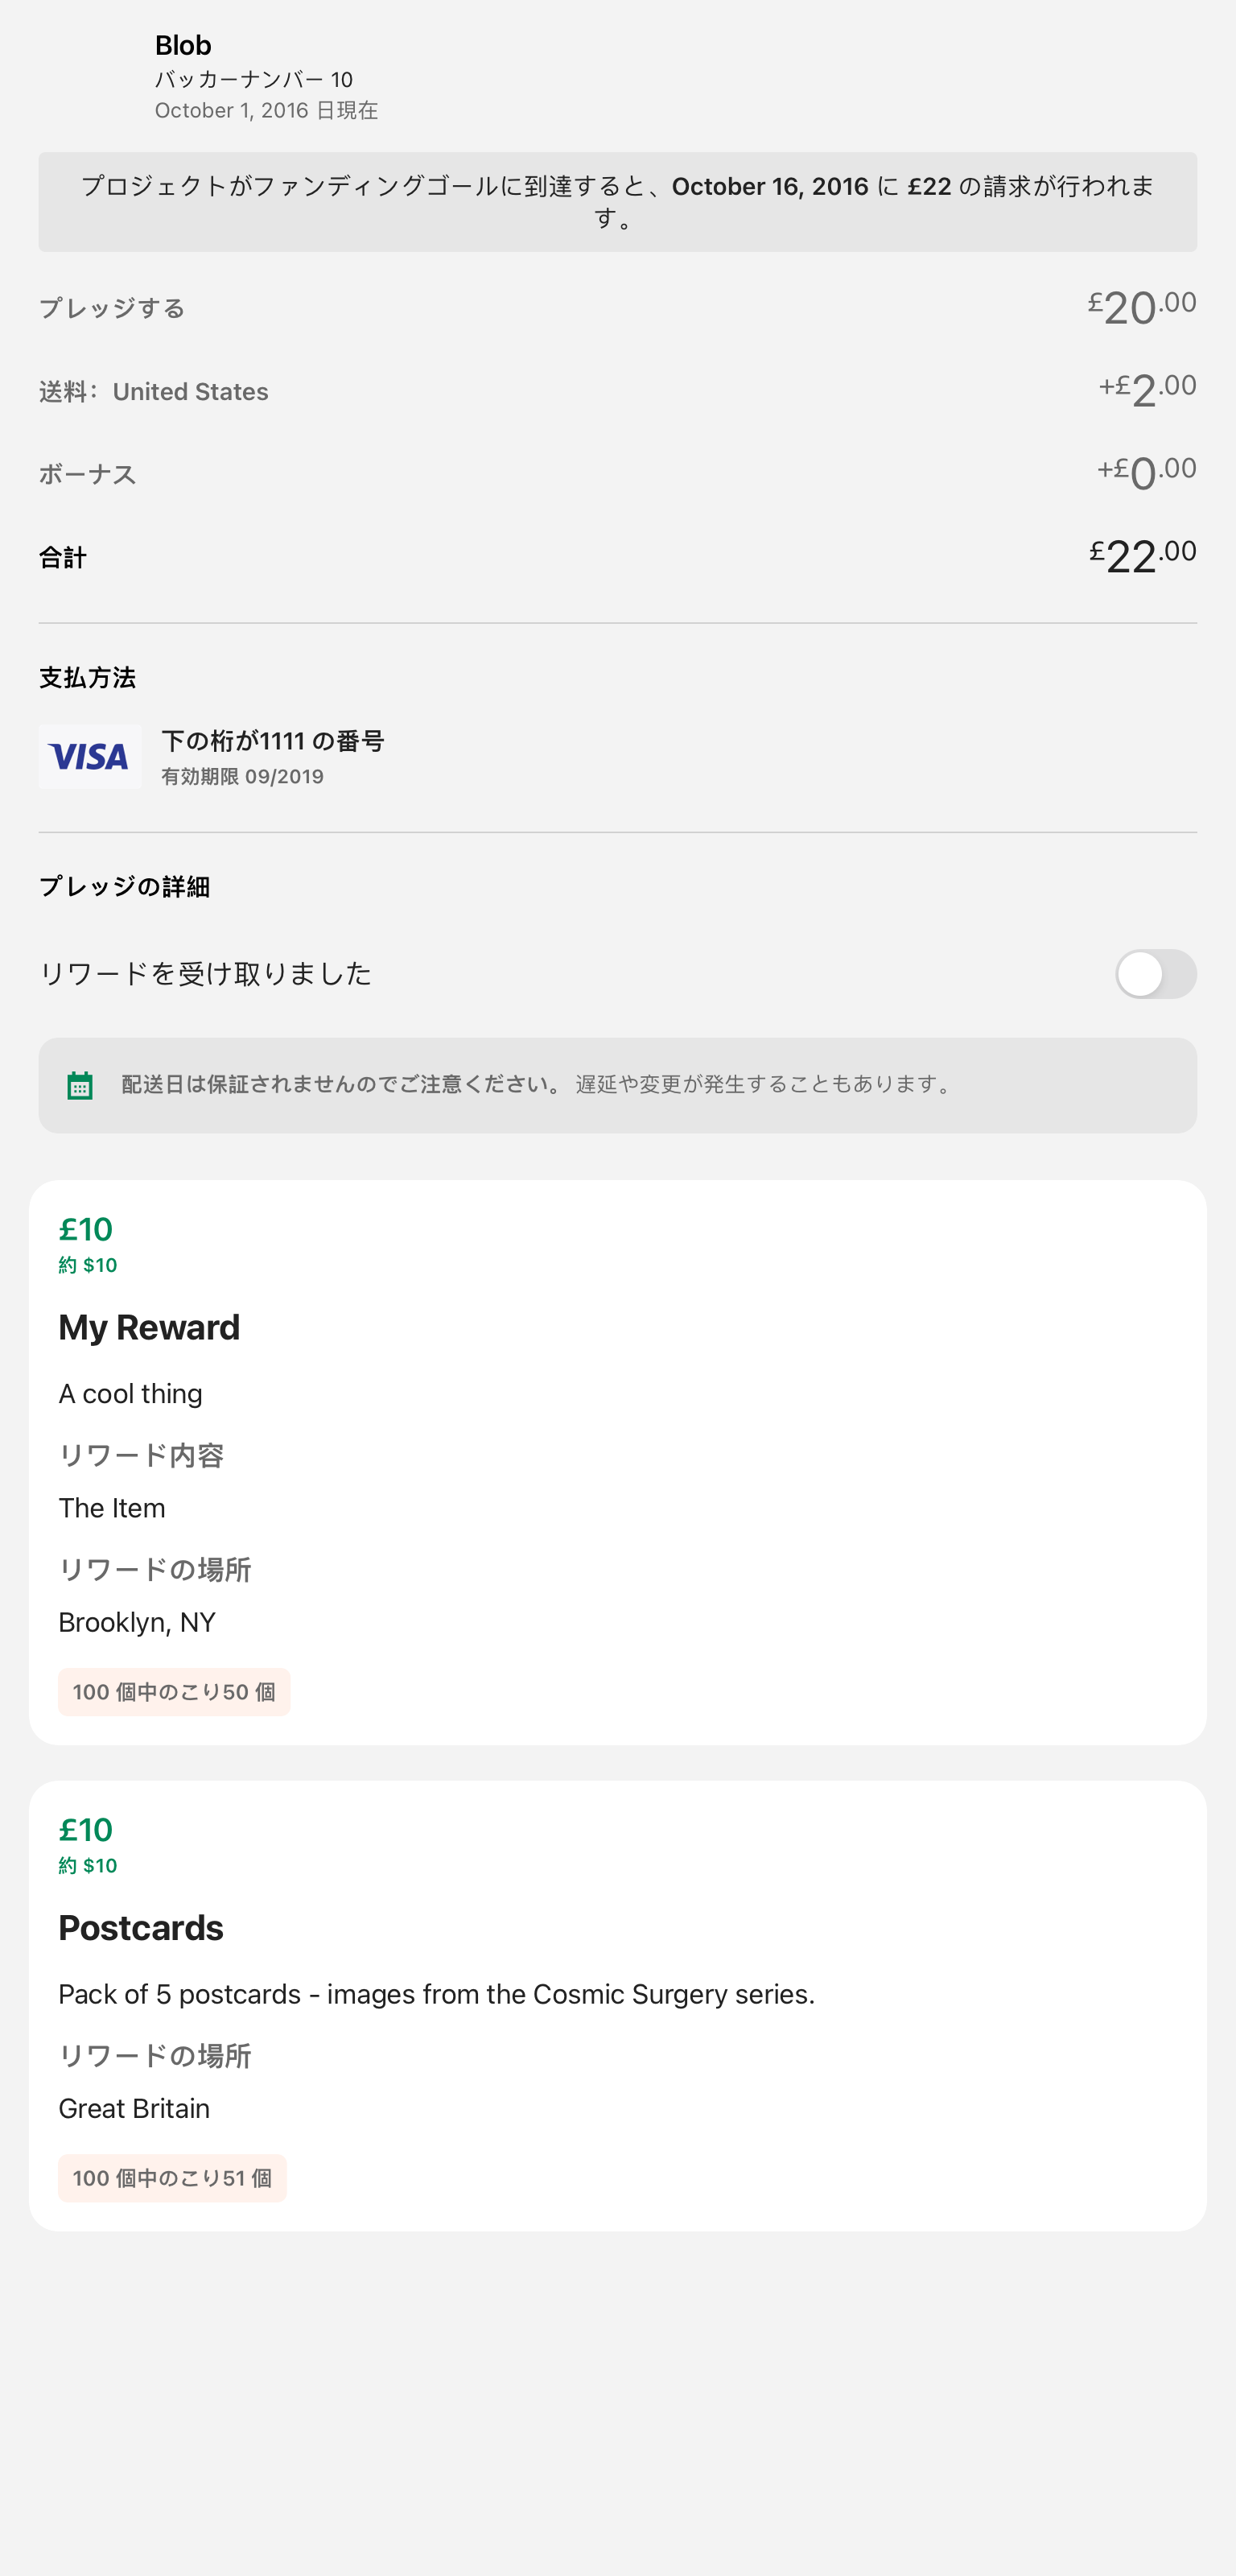 Blob
バッカーナンバー 10
October 1, 2016 日現在
プロジェクトがファンディングゴールに到達すると、October 16, 2016 に £22 の請求が行われま
す。
プレッジする £20.00
送料： United States +£2.00
ボーナス +£0.00
合計 £22.00
支払方法
VISA
下の桁が1111 の番号
有効期限 09/2019
プレッジの詳細
リワードを受け取りました
配送日は保証されませんのでご注意ください。 遅延や変更が発生することもあります。
£10
約 $10
My Reward
A cool thing
リワード内容
The Item
リワードの場所
Brooklyn, NY
100 個中のこり50 個
£10
約 $10
Postcards
Pack of 5 postcards - images from the Cosmic Surgery series.
リワードの場所
Great Britain
100 個中のこり51 個